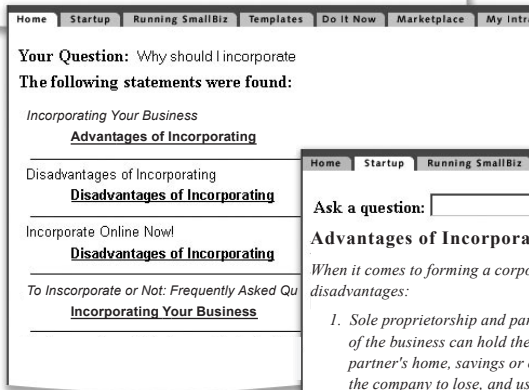 Home Startup Running SmallBiz Templates Do It Now Marketplace My Intr
Your Question: Why should I incorporate
The following statements were found:
Incorporating Your Business
Advantages of Incorporating
Disadvantages of Incorporating
Disadvantages of Incorporating
Incorporate Online Now!
Disadvantages of Incorporating
To Inscorporate or Not: Frequently Asked Qu
Incorporating Your Business
Home Startup Running SmallBiz
Ask a question:
Advantages of Incorpora
When it comes to forming a corpo
disadvantages:
1. Sole proprietorship and par
of the business can hold the
partner's home, savings or
the company to lose, and us